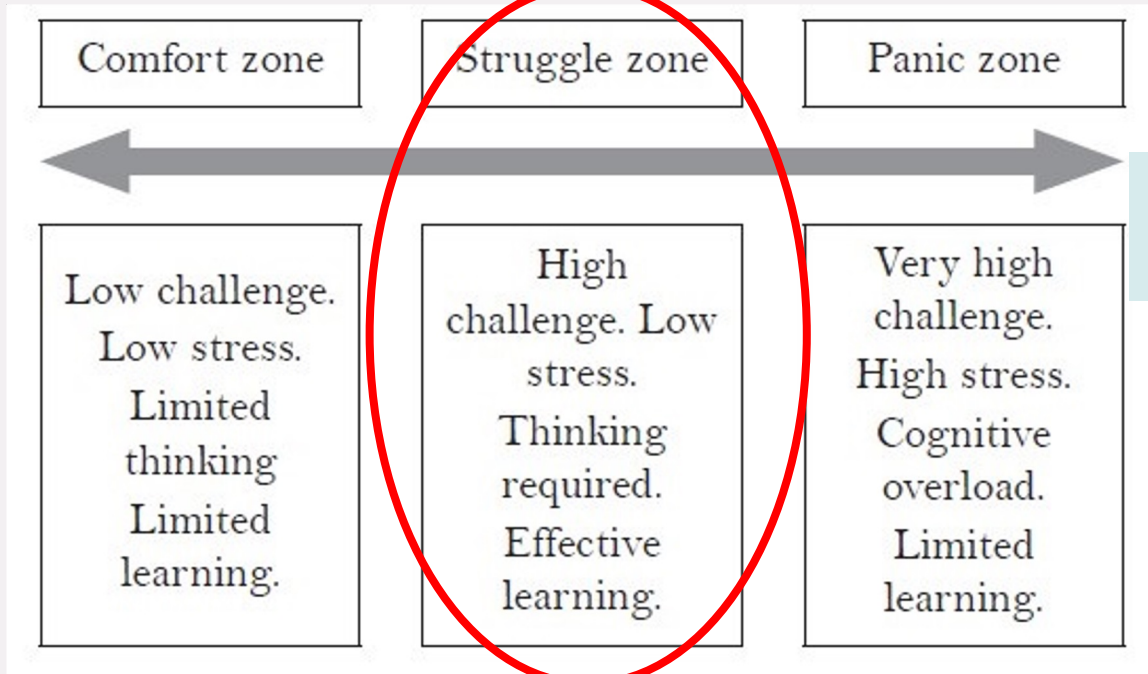 Comfort zone
Struggle zone
Panic zone
Low challenge.
Low stress.
Limited
thinking
Limited
learning.
High
challenge. Low
stress.
Thinking
required.
Effective
learning.
Very high
challenge.
High stress.
Cognitive
overload.
Limited
learning.